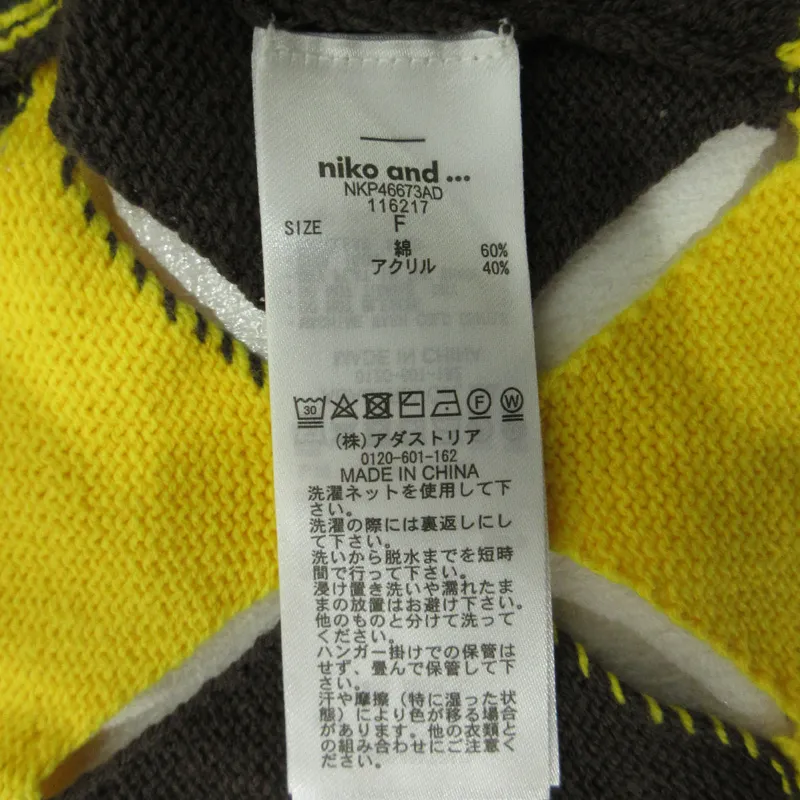 niko and ...
NKP46673AD
116217
SIZE F
綿 60%
アクリル 40%
30 F W
(株)アダストリア
0120-601-162
MADE IN CHINA
洗濯ネットを使用して下
さい。
洗濯の際には裏返しにし
て下さい。
洗いから脱水までを短時
間で行って下さい。
浸け置き洗いや濡れたま
まの放置はお避け下さい。
他のものと分けて洗って
ください。
ハンガー掛けでの保管は
せず、畳んで保管して下
さい。
汗や摩擦(特に湿った状
態)により色が移る場合
があります。他の衣類と
の組み合わせにご注意く
ださい。